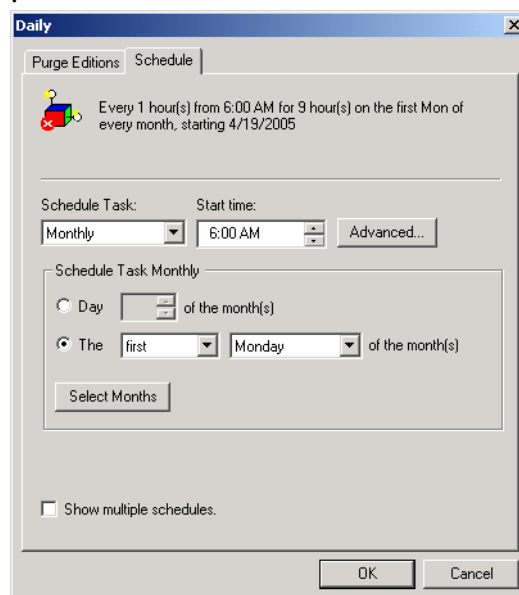 Daily
Purge Editions Schedule
Every 1 hour(s) from 6:00 AM for 9 hour(s) on the first Mon of
every month, starting 4/19/2005
Schedule Task: Start time:
Monthly 6:00 AM Advanced...
Schedule Task Monthly
Day of the month(s)
The first Monday of the month(s)
Select Months
Show multiple schedules.
OK Cancel